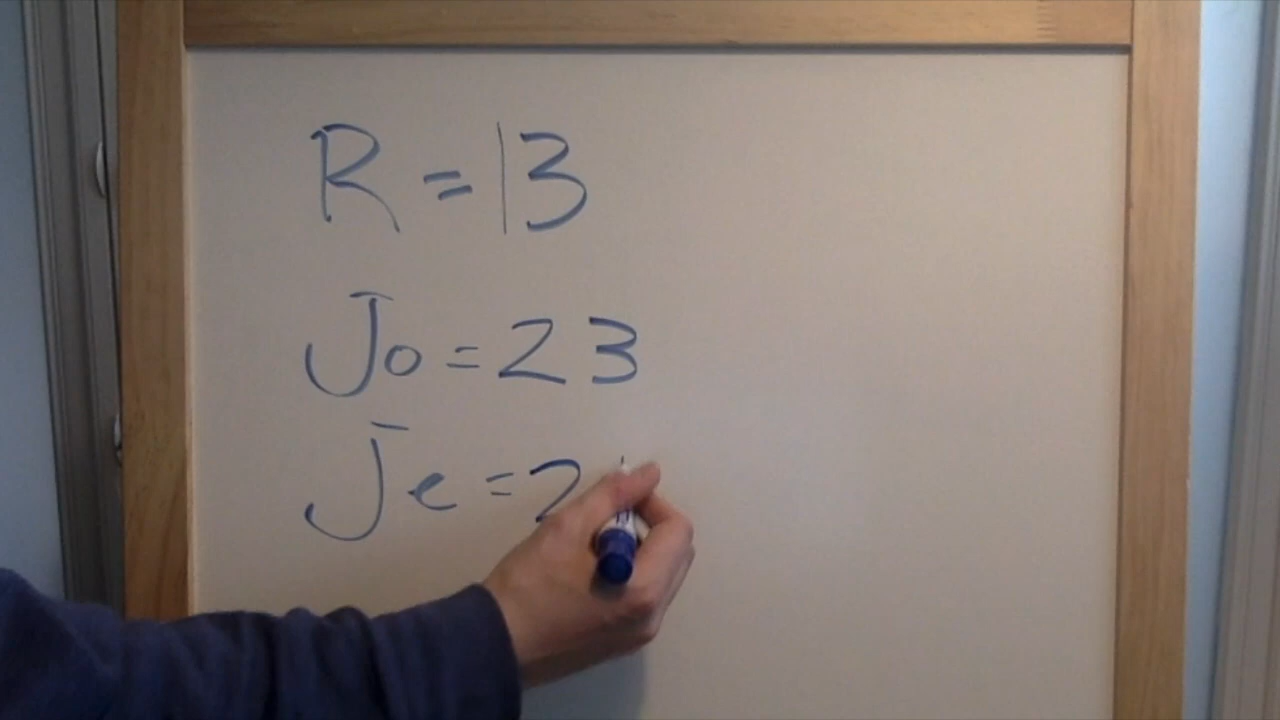 R = 13
Jo = 23
Je = 2